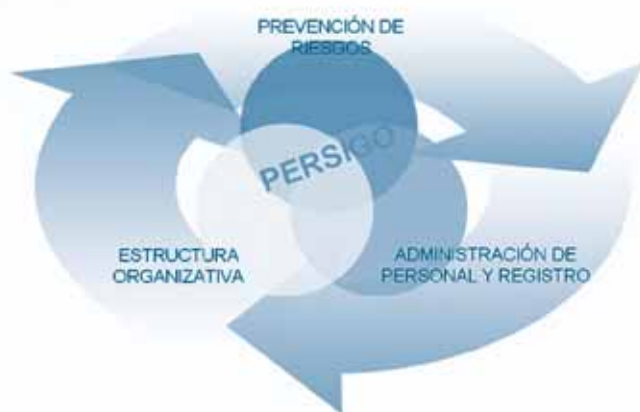 PREVENCIÓN DE
RIESGOS
PERSIGO
ESTRUCTURA
ORGANIZATIVA
ADMINISTRACIÓN DE
PERSONAL Y REGISTRO